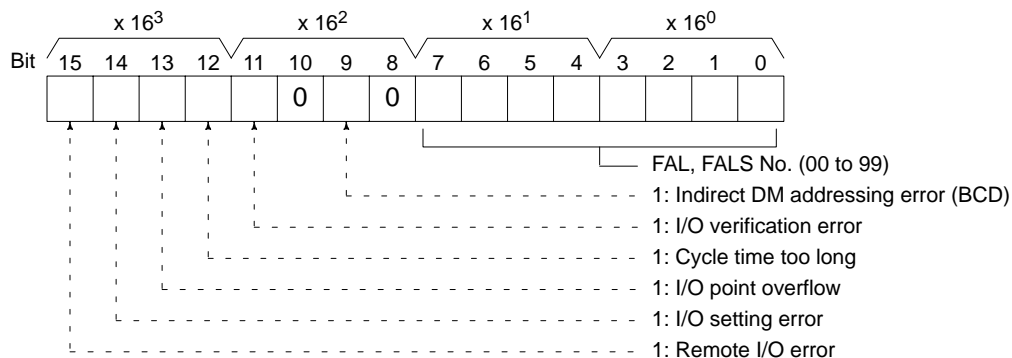 x 16³ x 16² x 16¹ x 16⁰
Bit 15 14 13 12 11 10 9 8 7 6 5 4 3 2 1 0
0 0
FAL, FALS No. (00 to 99)
1: Indirect DM addressing error (BCD)
1: I/O verification error
1: Cycle time too long
1: I/O point overflow
1: I/O setting error
1: Remote I/O error